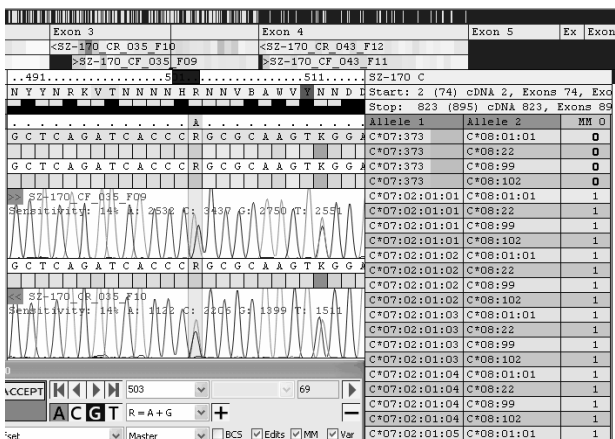 Exon 3 Exon 4 Exon 5 Ex Exon
<SZ-170_CR_035_F10 <SZ-170_CR_043_F12
>SZ-170_CF_035_F09 >SZ-170_CF_043_F11
..491 511 SZ-170 C
N Y Y N R K V T N N N N H R N N V B A W V Y N N D D Start: 2 (74) cDNA 2, Exons 74, Exo
Stop: 823 (895) cDNA 823, Exons 89
A Allele 1 Allele 2 MM O
G C T C A G A T C A C C C R G C G C A A G T K G G A C*07:373 C*08:01:01 0
C*07:373 C*08:22 0
G C T C A G A T C A C C C R G C G C A A G T K G G A C*07:373 C*08:99 0
C*07:373 C*08:102 0
>> SZ-170_CF_035_F09 C*07:02:01:01 C*08:01:01 1
Sensitivity: 14% A: 2532 C: 3437 G: 2750 T: 2551 C*07:02:01:01 C*08:22 1
C*07:02:01:01 C*08:99 1
C*07:02:01:01 C*08:102 1
C*07:02:01:02 C*08:01:01 1
G C T C A G A T C A C C C R G C G C A A G T K G G A C*07:02:01:02 C*08:22 1
C*07:02:01:02 C*08:99 1
<< SZ-170_CR_035_F10 C*07:02:01:02 C*08:102 1
Sensitivity: 14% A: 1122 C: 2206 G: 1399 T: 1511 C*07:02:01:03 C*08:01:01 1
C*07:02:01:03 C*08:22 1
C*07:02:01:03 C*08:99 1
C*07:02:01:03 C*08:102 1
C*07:02:01:04 C*08:01:01 1
ACCEPT 503 69 C*07:02:01:04 C*08:22 1
C*07:02:01:04 C*08:99 1
A C G T R = A + G C*07:02:01:04 C*08:102 1
Master BCS Edits MM Var C*07:02:01:05 C*08:01:01 1